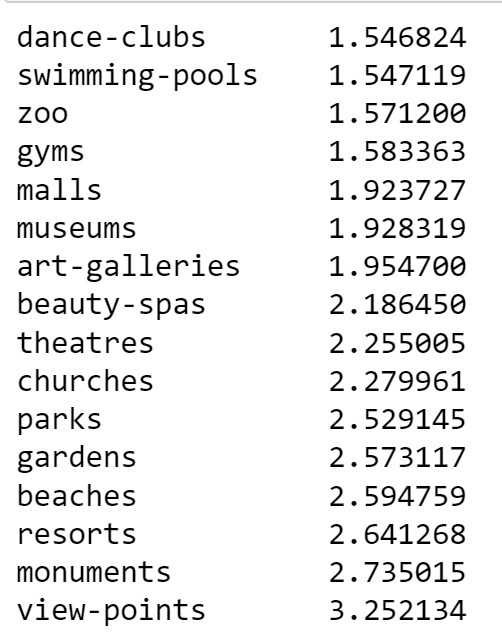 dance-clubs 1.546824
swimming-pools 1.547119
zoo 1.571200
gyms 1.583363
malls 1.923727
museums 1.928319
art-galleries 1.954700
beauty-spas 2.186450
theatres 2.255005
churches 2.279961
parks 2.529145
gardens 2.573117
beaches 2.594759
resorts 2.641268
monuments 2.735015
view-points 3.252134